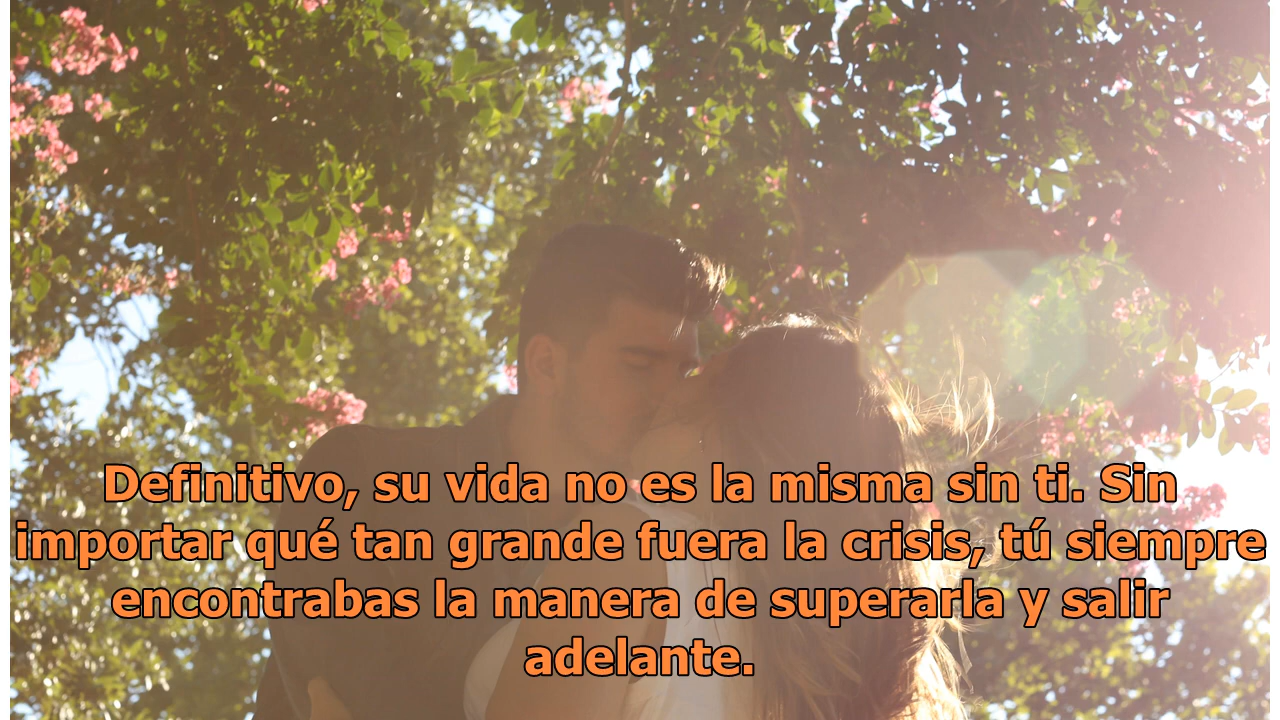 Definitivo, su vida no es la misma sin ti. Sin
importar qué tan grande fuera la crisis, tú siempre
encontrabas la manera de superarla y salir
adelante.